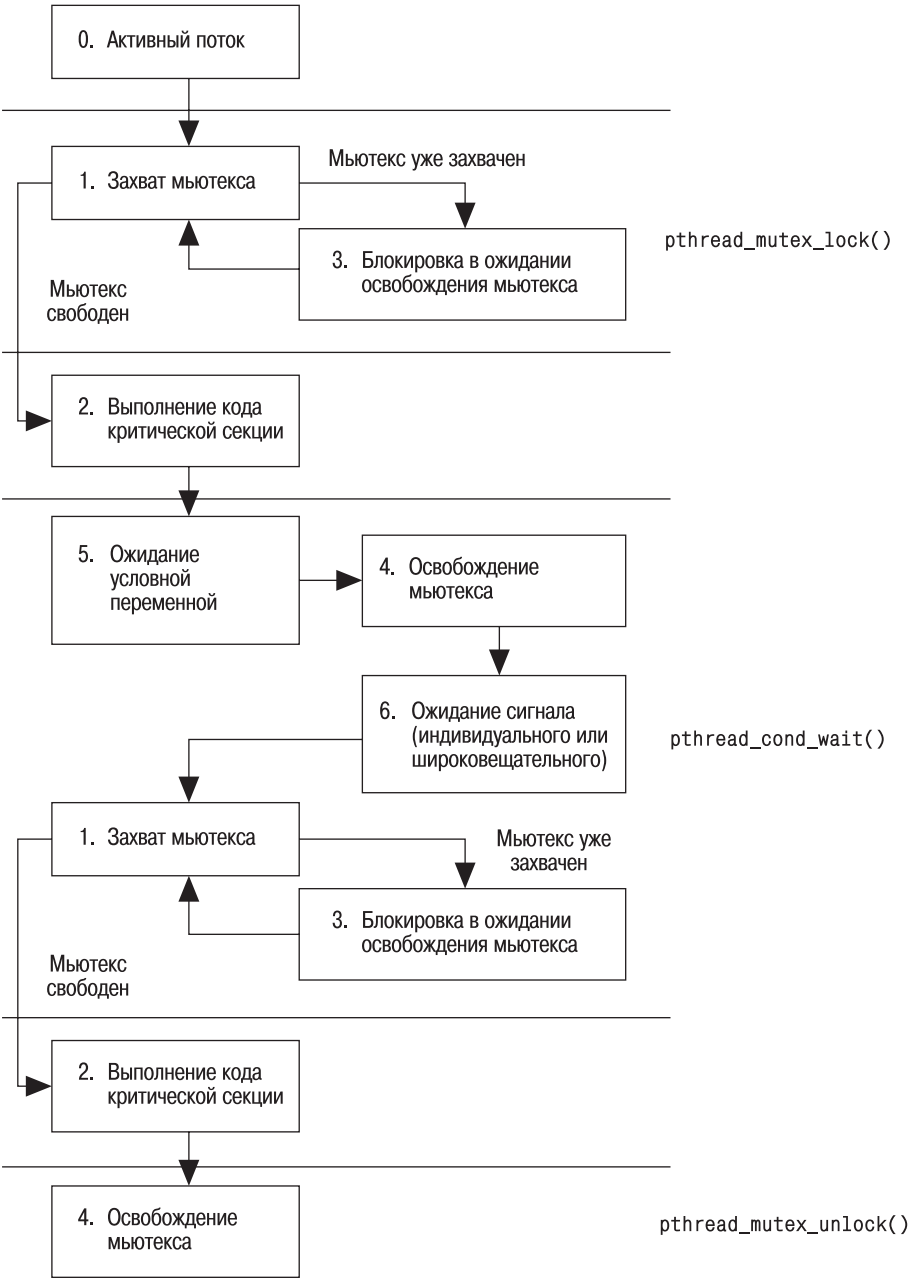 0. Активный поток
1. Захват мьютекса
Мьютекс уже захвачен
3. Блокировка в ожидании
освобождения мьютекса
pthread_mutex_lock()
Мьютекс
свободен
2. Выполнение кода
критической секции
5. Ожидание
условной
переменной
4. Освобождение
мьютекса
6. Ожидание сигнала
(индивидуального или
широковещательного)
pthread_cond_wait()
1. Захват мьютекса
Мьютекс уже
захвачен
3. Блокировка в ожидании
освобождения мьютекса
Мьютекс
свободен
2. Выполнение кода
критической секции
4. Освобождение
мьютекса
pthread_mutex_unlock()